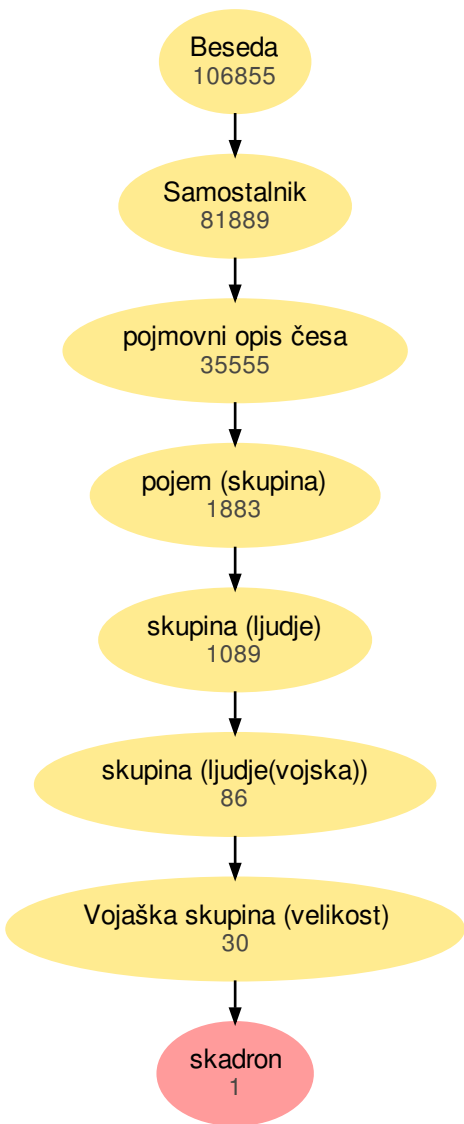 Beseda
106855
Samostalnik
81889
pojmovni opis česa
35555
pojem (skupina)
1883
skupina (ljudje)
1089
skupina (ljudje(vojska))
86
Vojaška skupina (velikost)
30
skadron
1